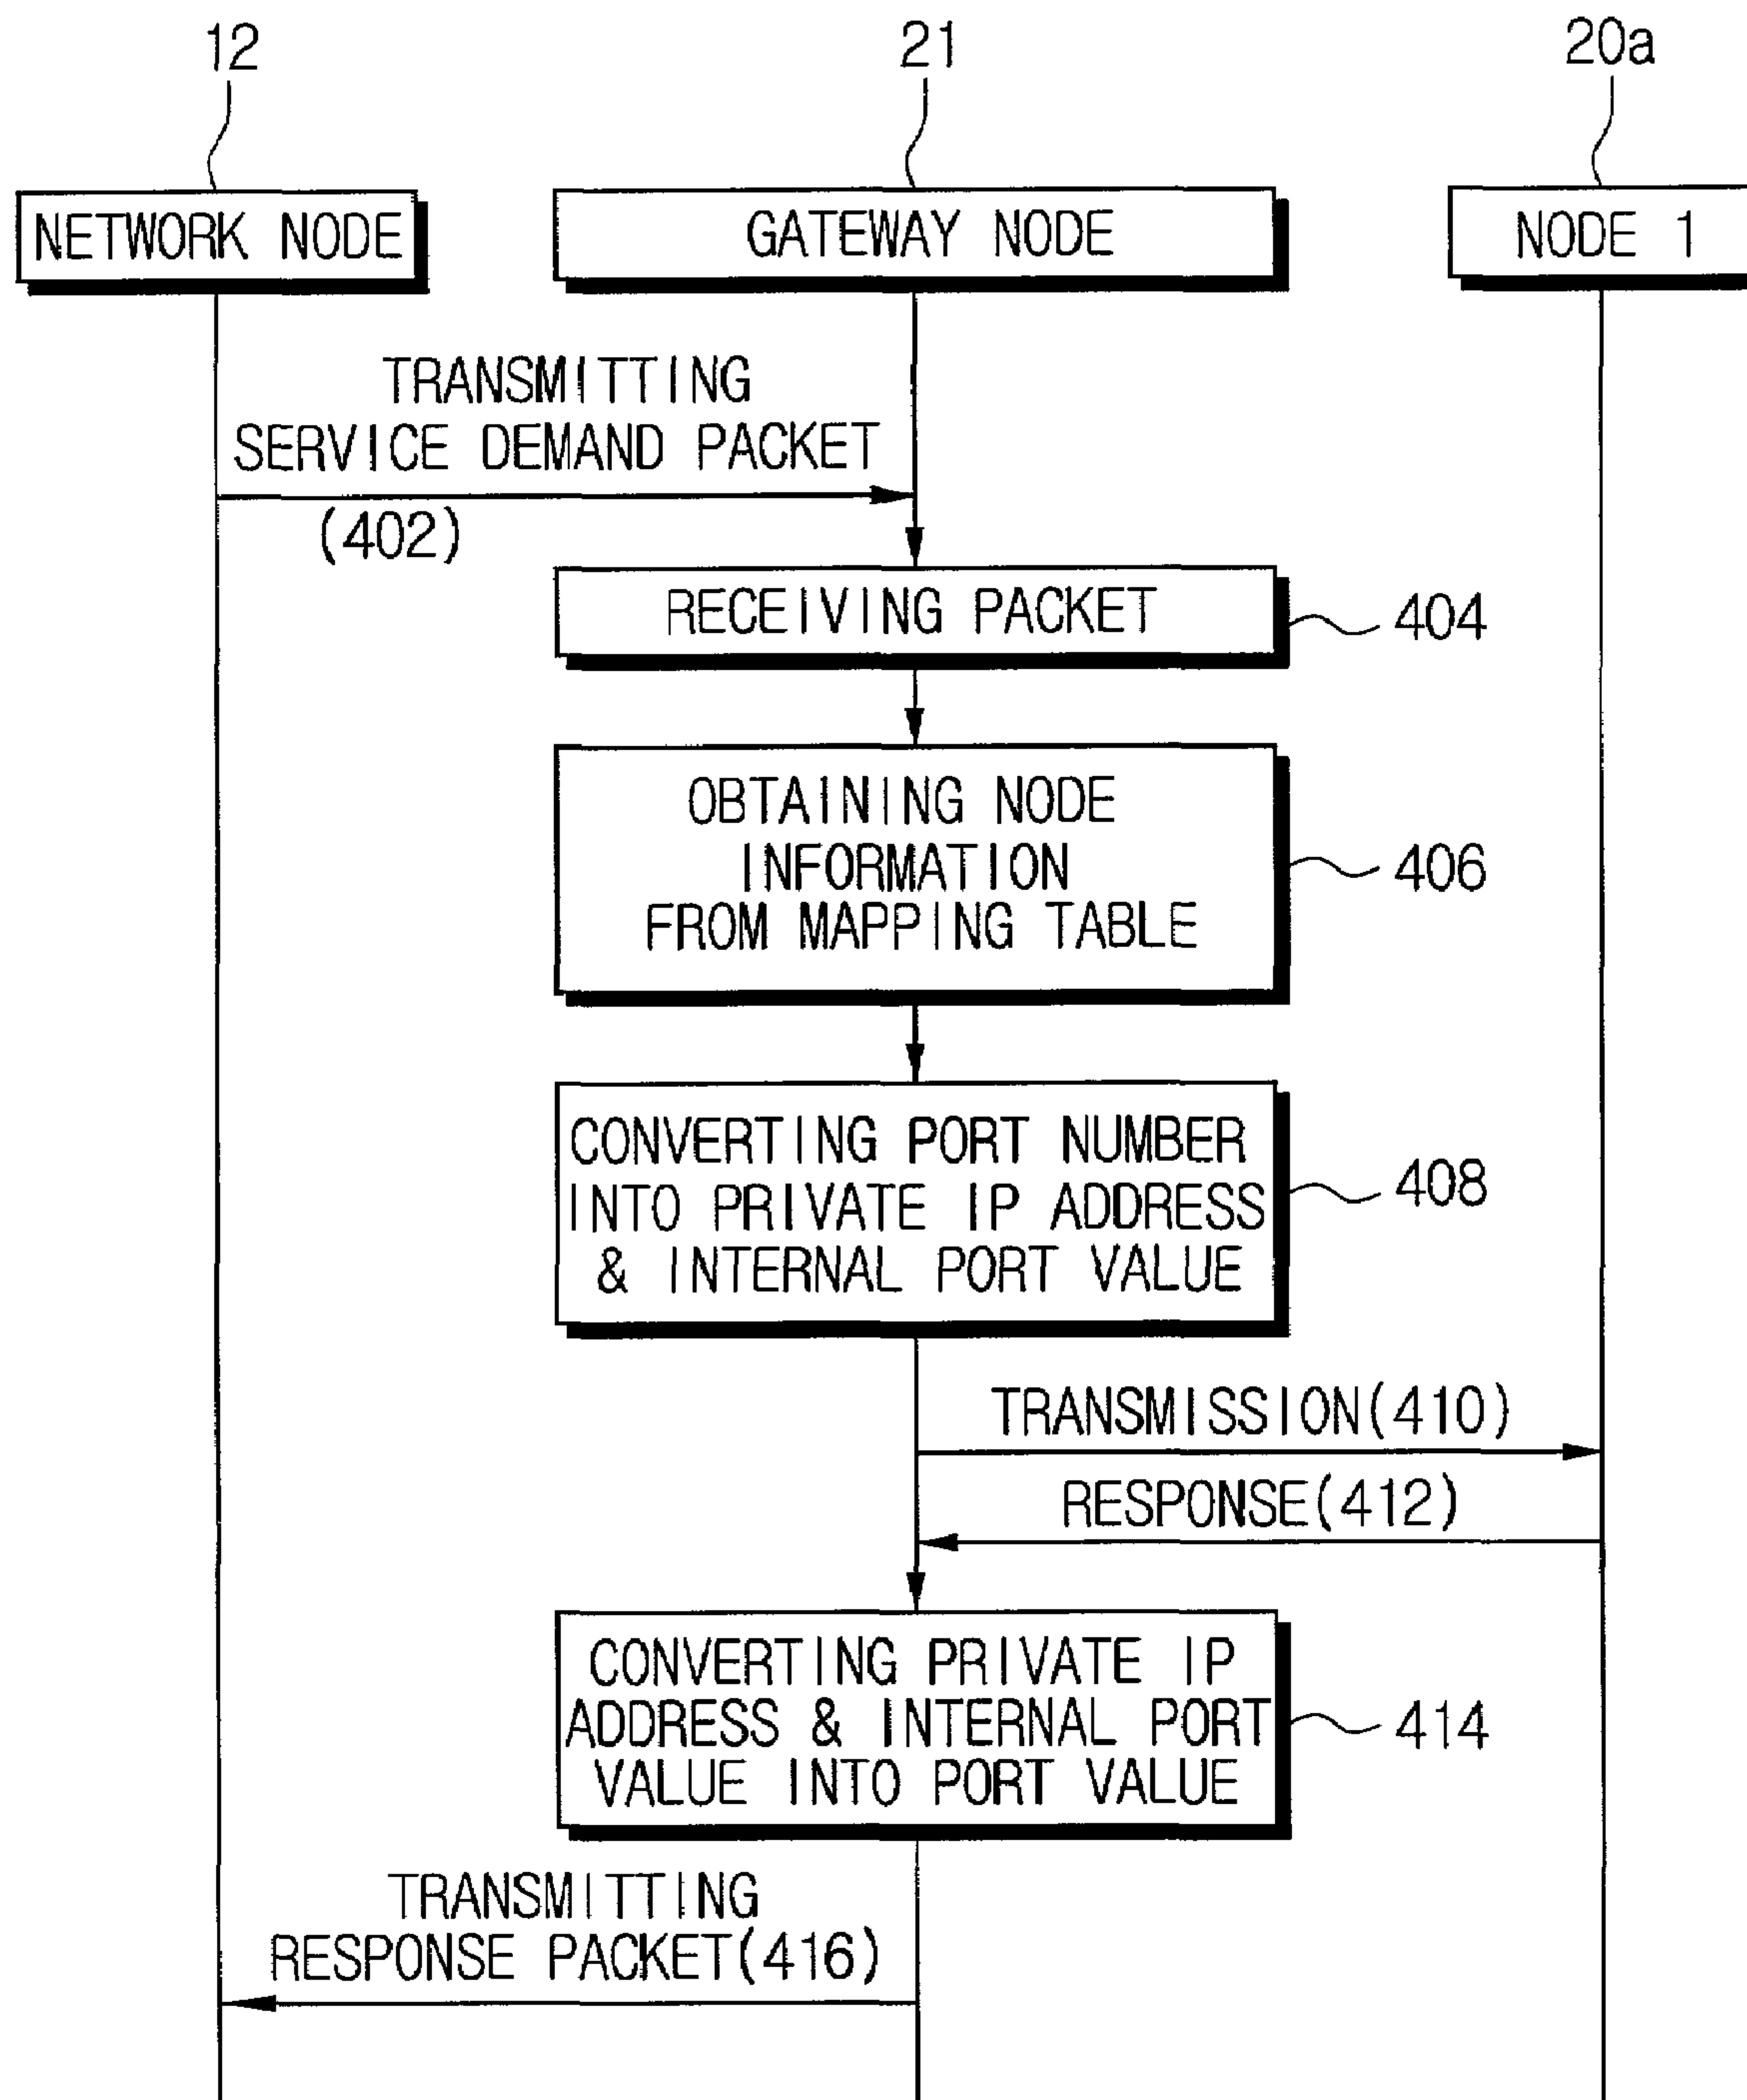 12
21
20a
NETWORK NODE
GATEWAY NODE
NODE 1
TRANSMITTING
SERVICE DEMAND PACKET
(402)
RECEIVING PACKET
404
OBTAINING NODE
INFORMATION
FROM MAPPING TABLE
406
CONVERTING PORT NUMBER
INTO PRIVATE IP ADDRESS
& INTERNAL PORT VALUE
408
TRANSMISSION(410)
RESPONSE(412)
CONVERTING PRIVATE IP
ADDRESS & INTERNAL PORT
VALUE INTO PORT VALUE
414
TRANSMITTING
RESPONSE PACKET(416)